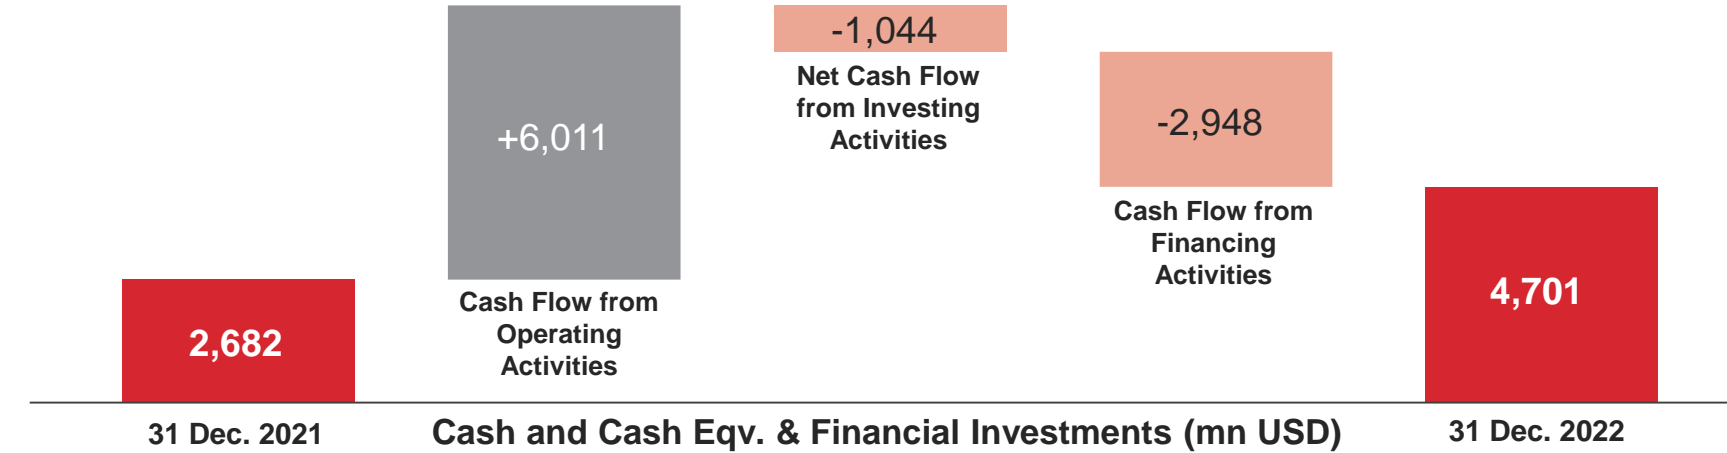 -1,044
Net Cash Flow
from Investing
Activities
+6,011
-2,948
Cash Flow from
Financing
Activities
Cash Flow from
Operating
Activities
2,682
4,701
31 Dec. 2021
Cash and Cash Eqv. & Financial Investments (mn USD)
31 Dec. 2022